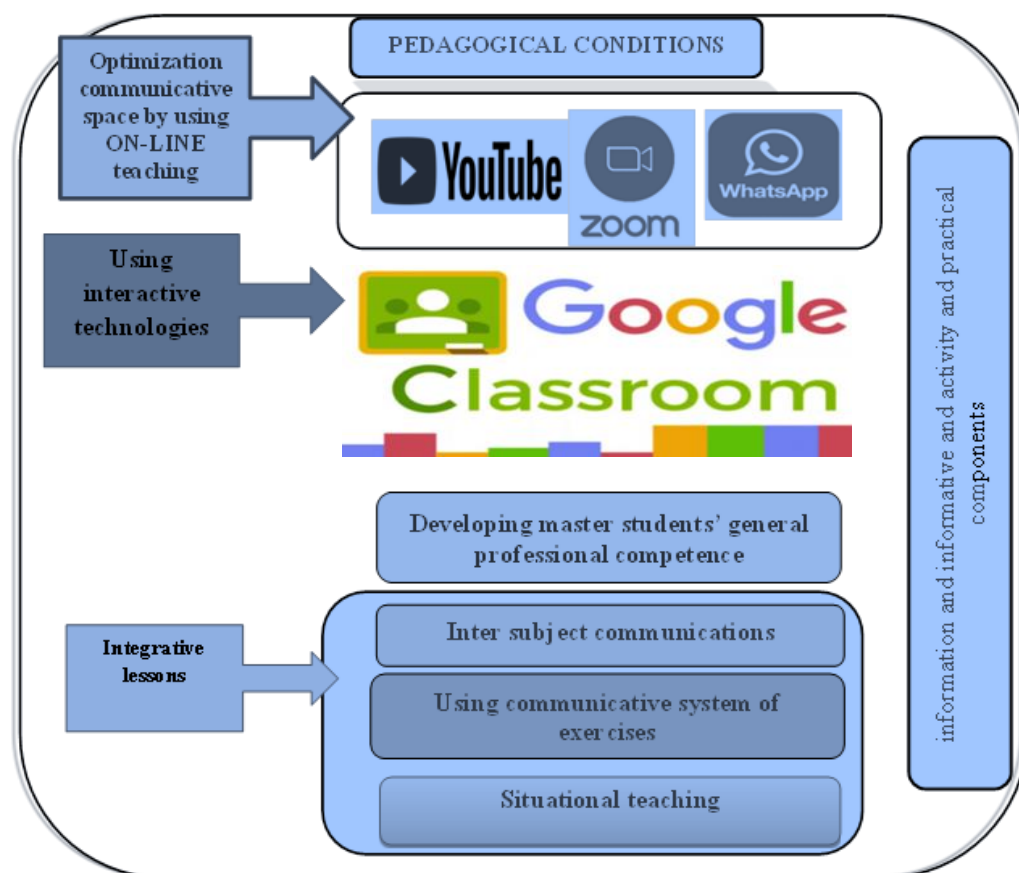 PEDAGOGICAL CONDITIONS
Optimization
communicative
space by using
ON-LINE
teaching
YouTube
zoom
WhatsApp
Using
interactive
technologies
Google
Classroom
Developing master students’ general
professional competence
Integrative
lessons
Inter subject communications
Using communicative system of
exercises
Situational teaching
information and informative and activity and practical
components